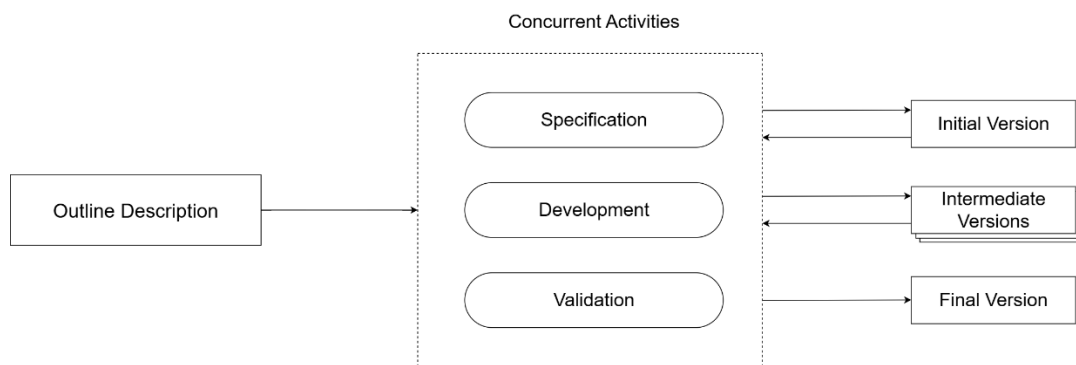 Concurrent Activities
Specification
Initial Version
Outline Description
Development
Intermediate
Versions
Validation
Final Version